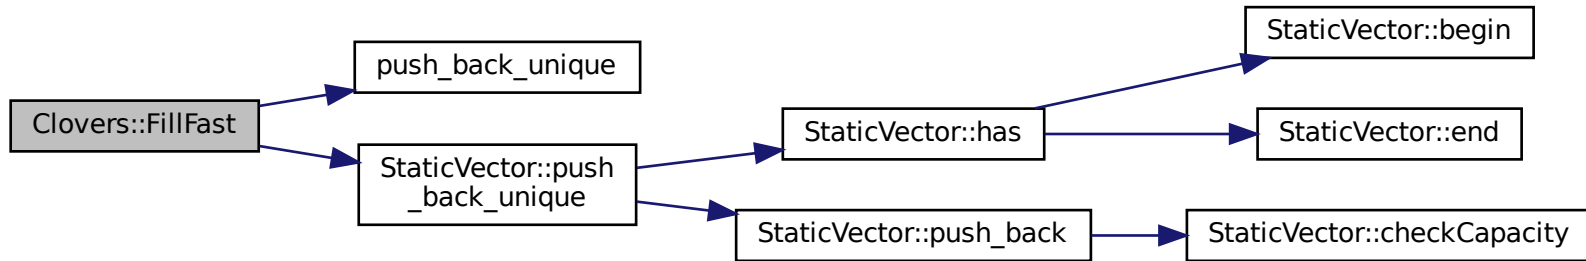 Clovers::FillFast
push_back_unique
StaticVector::push
_back_unique
StaticVector::has
StaticVector::push_back
StaticVector::begin
StaticVector::end
StaticVector::checkCapacity